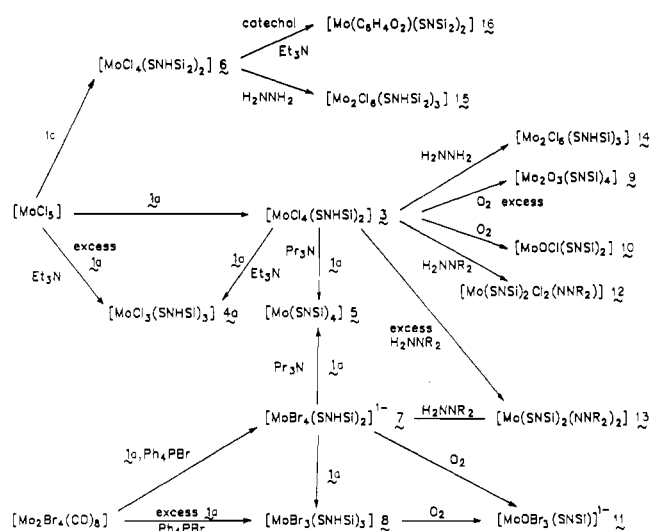 catechol
Et3N
[Mo(C6H4O2)(SNSi2)2] 16
[MoCl4(SNHSi2)2] 6
H2NNH2
[Mo2Cl6(SNHSi2)3] 15
1c
H2NNH2
[Mo2Cl6(SNHSi)3] 14
[Mo2O3(SNSi)4] 9
O2 excess
[MoCl5]
1a
[MoCl4(SNHSi)2] 3
O2
[MoOCl(SNSi)2] 10
excess
1a
Et3N
1a
Et3N
Pr3N
1a
H2NNR2
[Mo(SNSi)2Cl2(NNR2)] 12
[MoCl3(SNHSi)3] 4a
[Mo(SNSi)4] 5
excess
H2NNR2
Pr3N
1a
[MoBr4(SNHSi)2]1- 7
H2NNR2
[Mo(SNSi)2(NNR2)2] 13
1a,Ph4PBr
1a
O2
[Mo2Br4(CO)8]
excess 1a
Ph4PBr
[MoBr3(SNHSi)3] 8
O2
[MoOBr3(SNSi)]1- 11